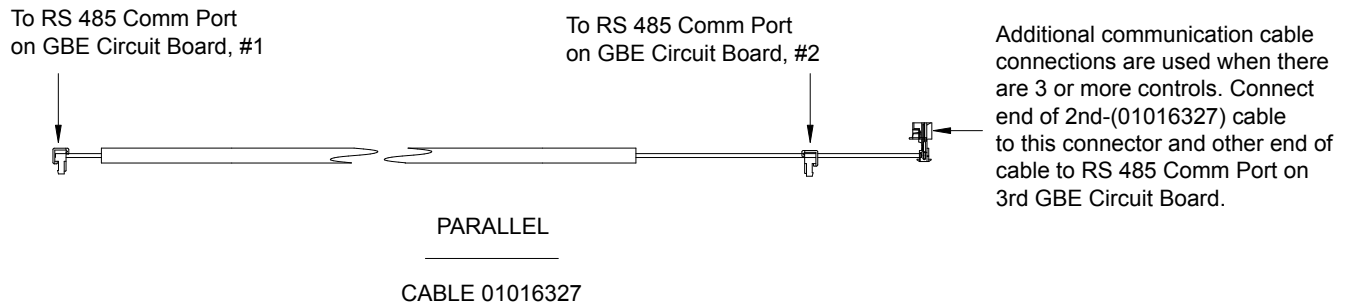 To RS 485 Comm Port
on GBE Circuit Board, #1
To RS 485 Comm Port
on GBE Circuit Board, #2
Additional communication cable
connections are used when there
are 3 or more controls. Connect
end of 2nd-(01016327) cable
to this connector and other end of
cable to RS 485 Comm Port on
3rd GBE Circuit Board.
PARALLEL
CABLE 01016327